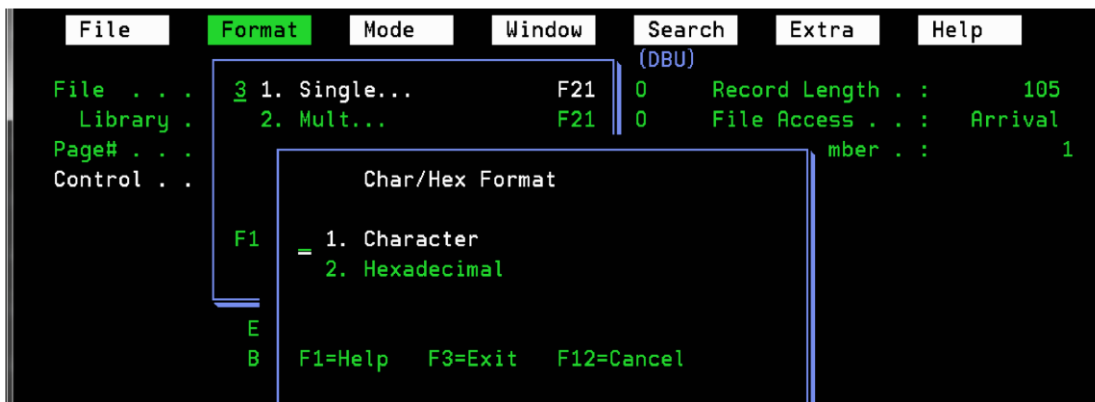 File Format Mode Window Search Extra Help
(DBU)
File . . . 3 1. Single... F21 0 Record Length . : 105
Library . 2. Mult... F21 0 File Access . . : Arrival
Page# . . . mber . : 1
Control . . Char/Hex Format
F1 _ 1. Character
2. Hexadecimal
E
B F1=Help F3=Exit F12=Cancel